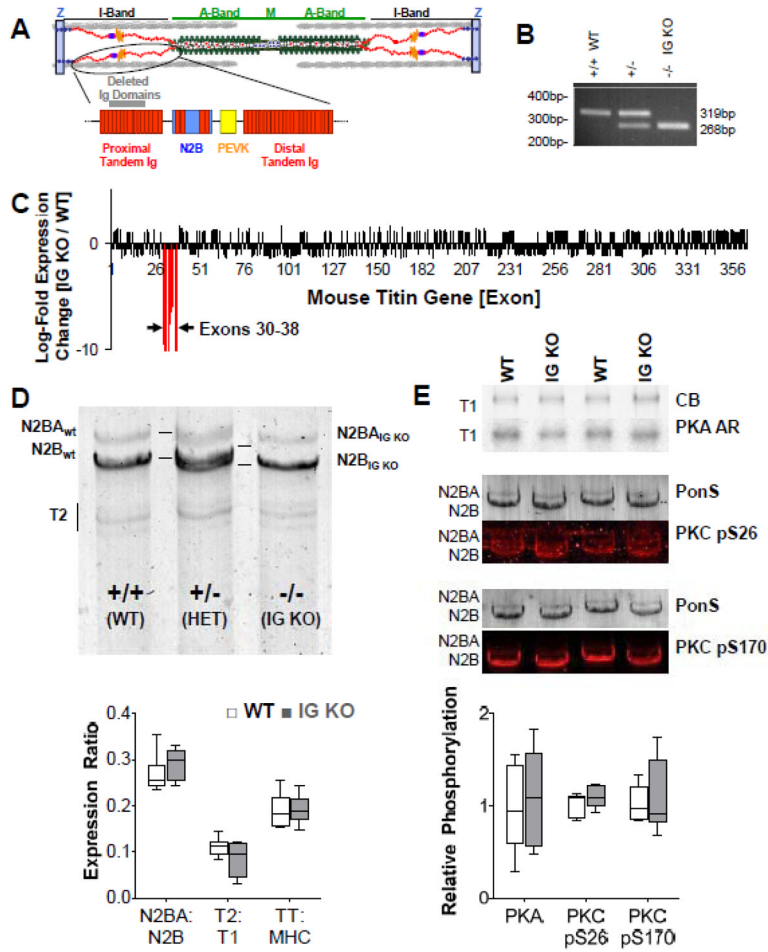 A
Z
I-Band
A-Band
M
A-Band
I-Band
Z
Deleted
Ig Domains
Proximal
Tandem Ig
N2B
PEVK
Distal
Tandem Ig
B
+/+ WT
+/-
-/- IG KO
400bp-
300bp-
200bp-
319bp
268bp
C
Log-Fold Expression
Change [IG KO / WT]
0
-10
1 26 51 76 101 107 150 182 207 231 256 281 291 306 331 356
Mouse Titin Gene [Exon]
Exons 30-38
D
N2BAwt
N2Bwt
T2
N2BAIG KO
N2BIG KO
+/+
(WT)
+/-
(HET)
-/-
(IG KO)
Expression Ratio
0.4
0.3
0.2
0.1
0.0
WT IG KO
N2BA:
N2B
T2:
T1
TT:
MHC
E
WT
IG KO
WT
IG KO
T1
CB
T1
PKA AR
N2BA
N2B
PonS
N2BA
N2B
PKC pS26
N2BA
N2B
PonS
N2BA
N2B
PKC pS170
Relative Phosphorylation
2
1
0
PKA
PKC
pS26
PKC
pS170